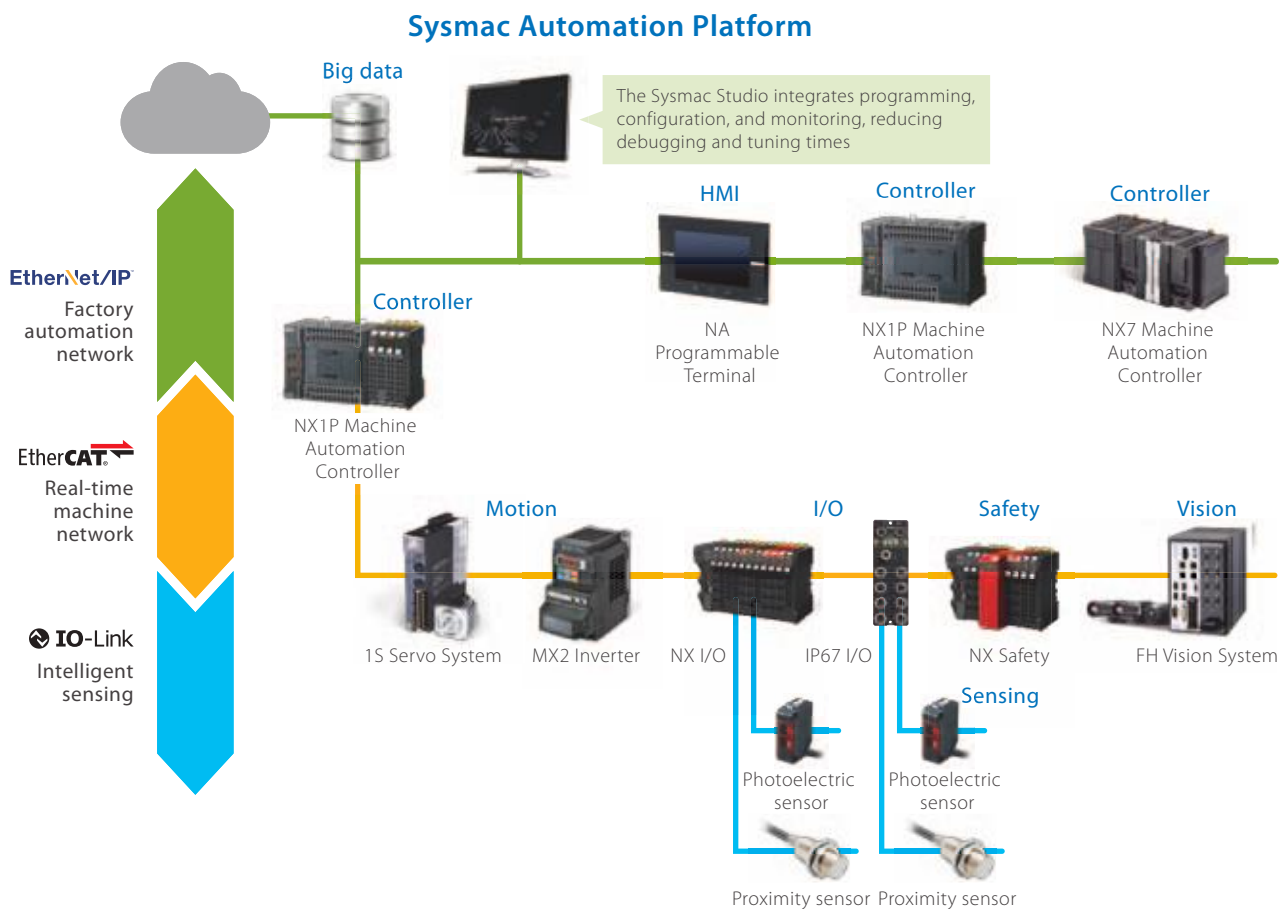 Sysmac Automation Platform
Big data
The Sysmac Studio integrates programming,
configuration, and monitoring, reducing
debugging and tuning times
HMI
Controller
Controller
EtherNet/IP
Factory
automation
network
Controller
NA
Programmable
Terminal
NX1P Machine
Automation
Controller
NX7 Machine
Automation
Controller
NX1P Machine
Automation
Controller
EtherCAT®
Real-time
machine
network
Motion
I/O
Safety
Vision
IO-Link
Intelligent
sensing
1S Servo System
MX2 Inverter
NX I/O
IP67 I/O
NX Safety
FH Vision System
Sensing
Photoelectric
sensor
Photoelectric
sensor
Proximity sensor
Proximity sensor